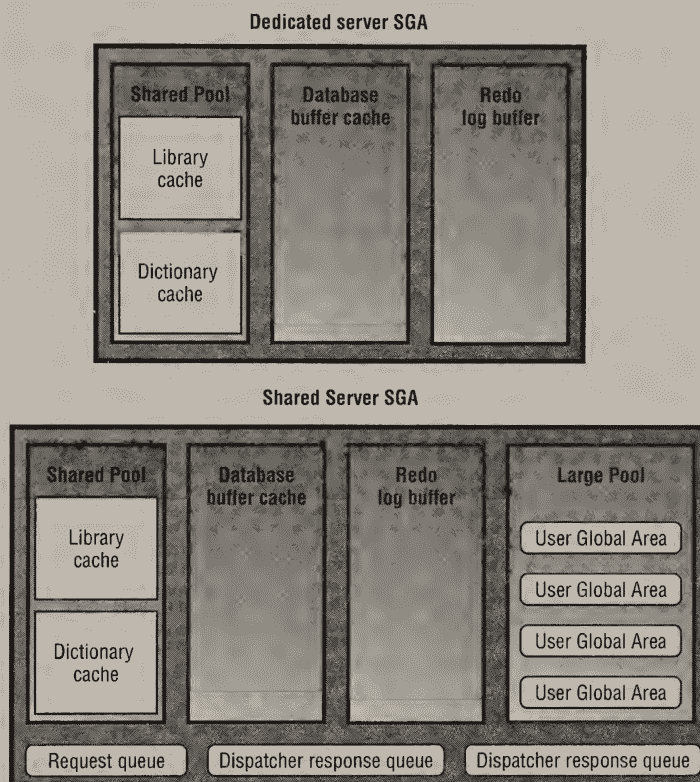 Dedicated server SGA
Shared Pool
Library
cache
Dictionary
cache
Database
buffer cache
Redo
log buffer
Shared Server SGA
Shared Pool
Library
cache
Dictionary
cache
Database
buffer cache
Redo
log buffer
Large Pool
User Global Area
User Global Area
User Global Area
User Global Area
Request queue
Dispatcher response queue
Dispatcher response queue